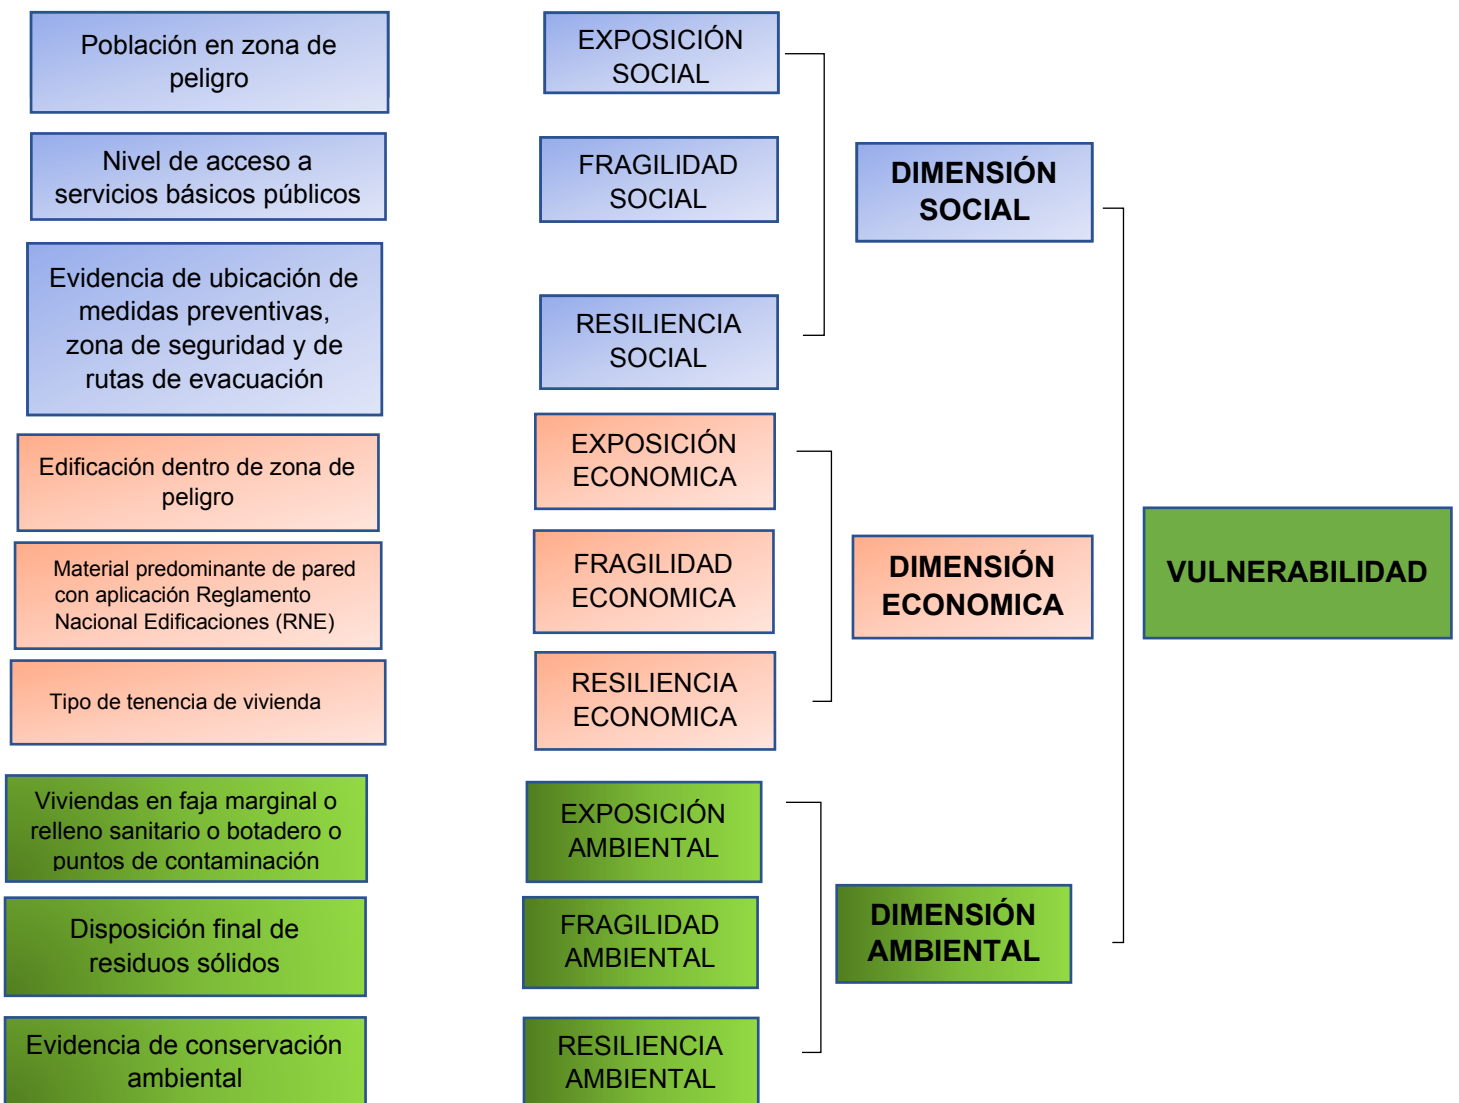 Población en zona de
peligro
EXPOSICIÓN
SOCIAL
Nivel de acceso a
servicios básicos públicos
FRAGILIDAD
SOCIAL
Evidencia de ubicación de
medidas preventivas,
zona de seguridad y de
rutas de evacuación
RESILIENCIA
SOCIAL
DIMENSIÓN
SOCIAL
Edificación dentro de zona de
peligro
EXPOSICIÓN
ECONOMICA
Material predominante de pared
con aplicación Reglamento
Nacional Edificaciones (RNE)
FRAGILIDAD
ECONOMICA
Tipo de tenencia de vivienda
RESILIENCIA
ECONOMICA
DIMENSIÓN
ECONOMICA
VULNERABILIDAD
Viviendas en faja marginal o
relleno sanitario o botadero o
puntos de contaminación
EXPOSICIÓN
AMBIENTAL
Disposición final de
residuos sólidos
FRAGILIDAD
AMBIENTAL
Evidencia de conservación
ambiental
RESILIENCIA
AMBIENTAL
DIMENSIÓN
AMBIENTAL